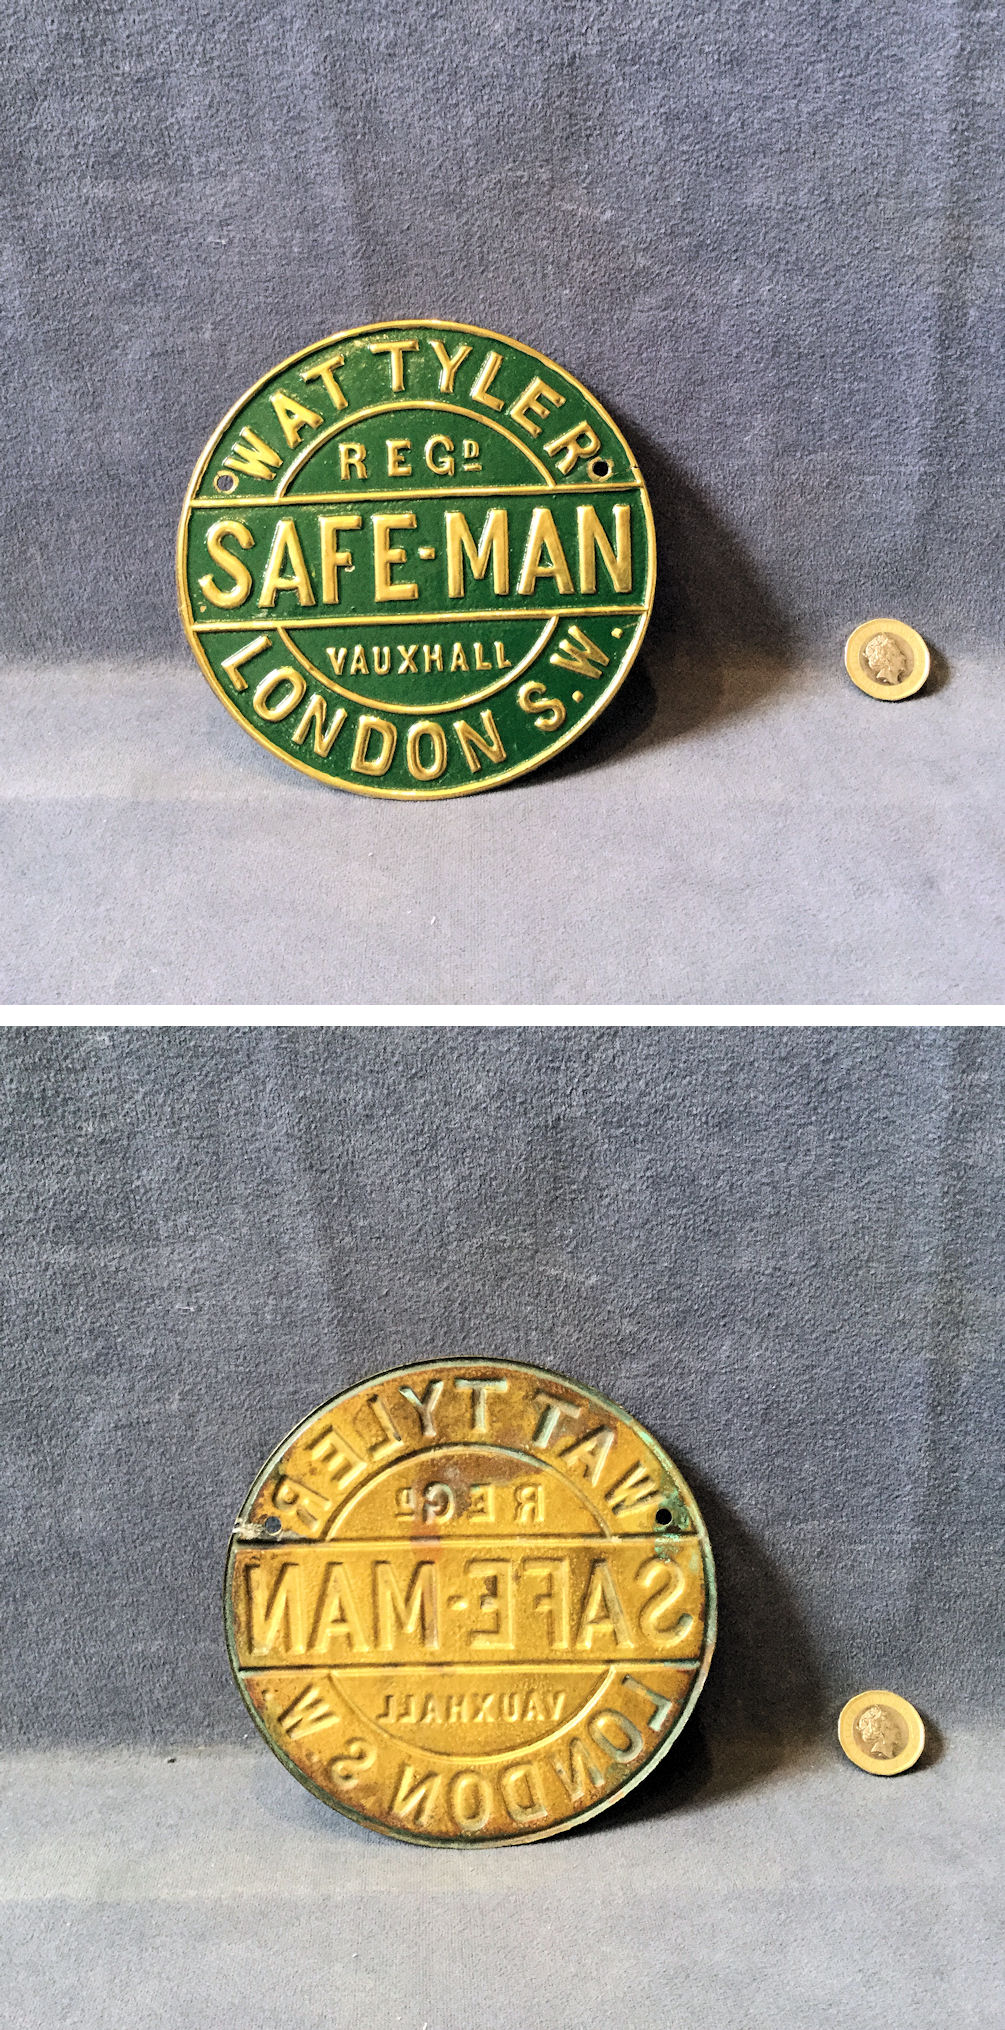 WAT TYLER
REGD
SAFE-MAN
VAUXHALL
LONDON S.W.
WAT TYLER
REGD
SAFE-MAN
VAUXHALL
LONDON S.W.